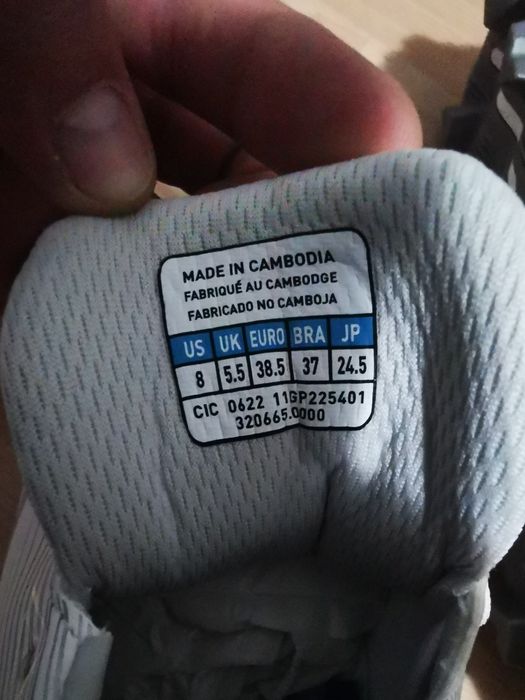 MADE IN CAMBODIA
FABRIQUÉ AU CAMBODGE
FABRICADO NO CAMBOJA
US UK EURO BRA JP
8 5.5 38.5 37 24.5
CIC 0622 11GP225401
320665.0000